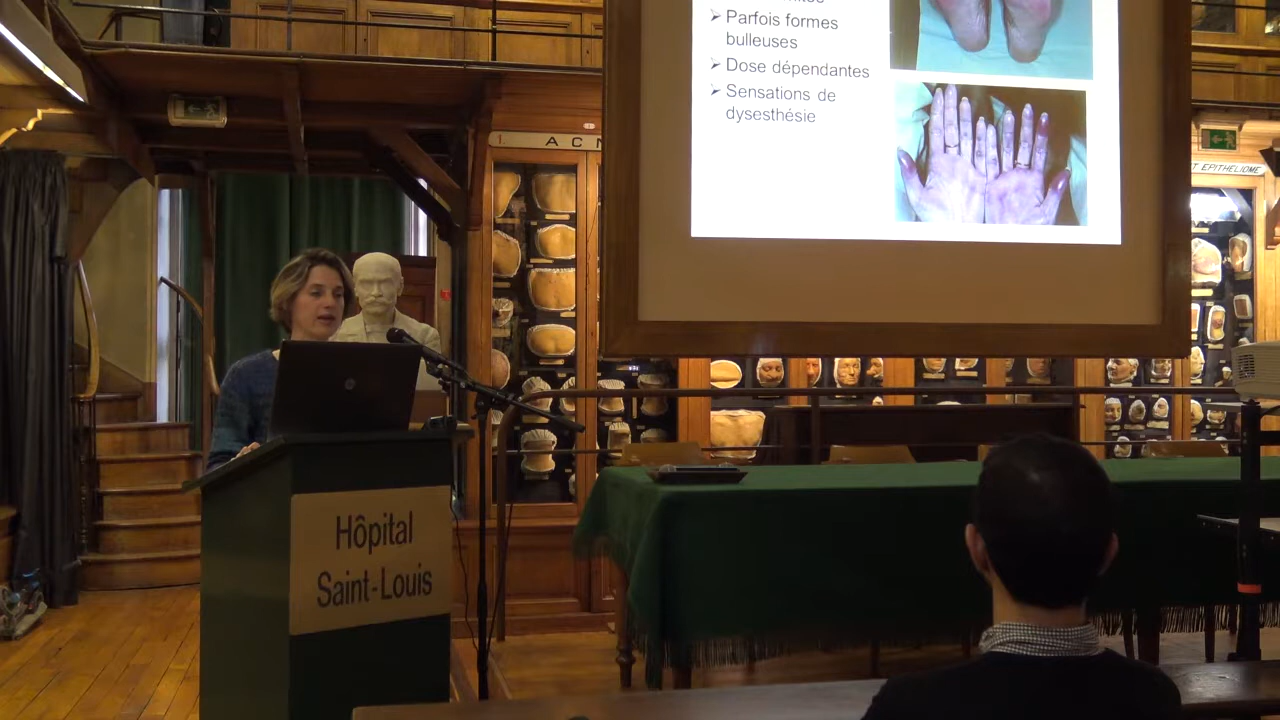 ➢ Parfois formes
bulleuses
➢ Dose dépendantes
➢ Sensations de
dysesthésie
T EPITHELIOME
Hôpital
Saint-Louis